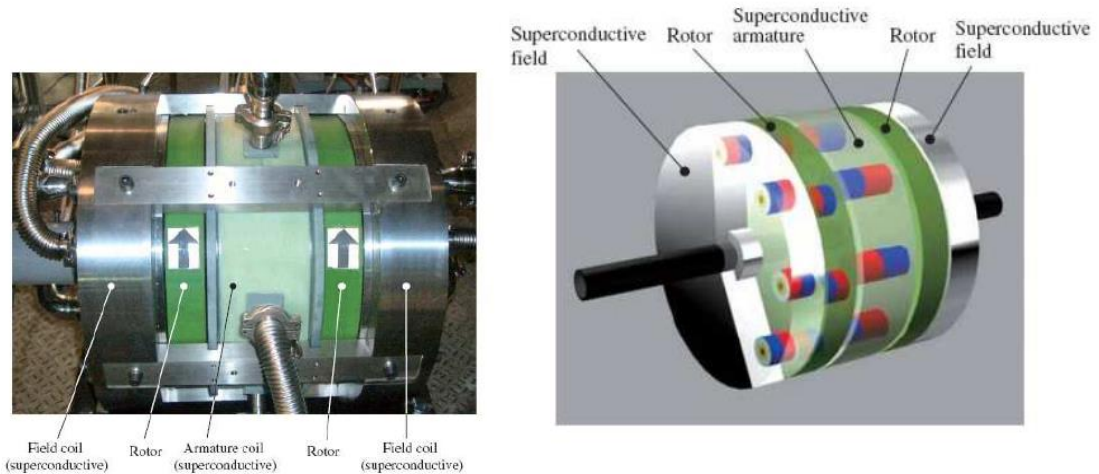 Field coil
(superconductive)
Rotor
Armature coil
(superconductive)
Rotor
Field coil
(superconductive)
Superconductive
field
Rotor
Superconductive
armature
Rotor
Superconductive
field